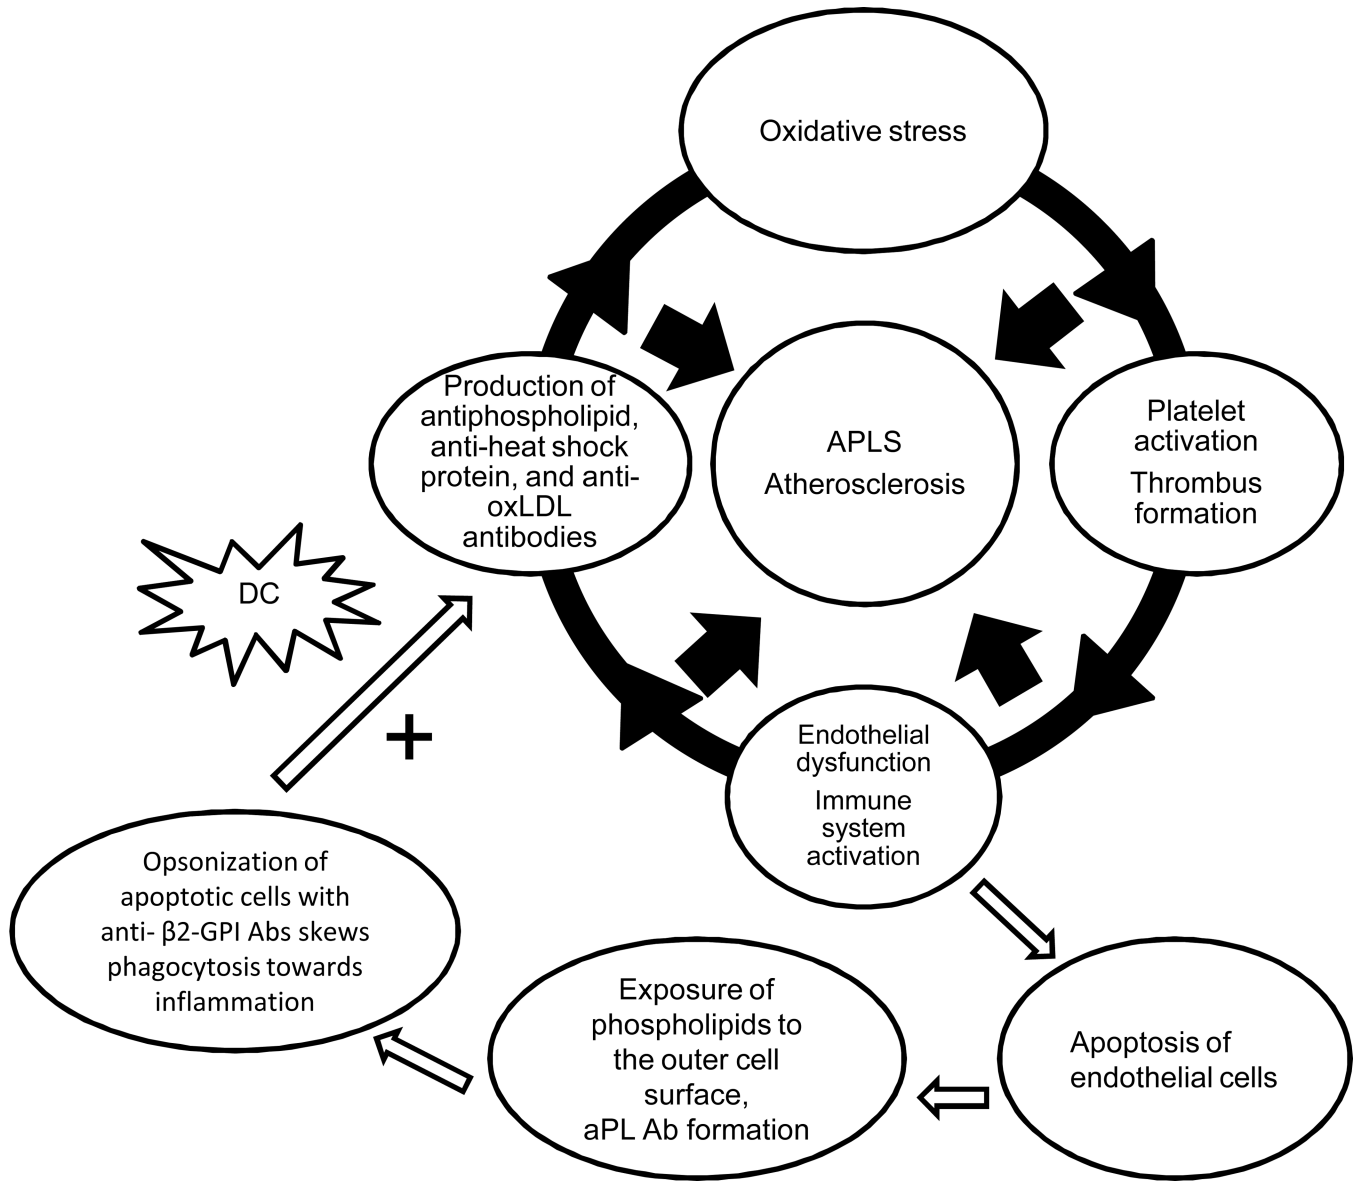 Oxidative stress
Production of
antiphospholipid,
anti-heat shock
protein, and anti-
oxLDL
antibodies
APLS
Atherosclerosis
Platelet
activation
Thrombus
formation
DC
+
Endothelial
dysfunction
Immune
system
activation
Opsonization of
apoptotic cells with
anti- β2-GPI Abs skews
phagocytosis towards
inflammation
Exposure of
phospholipids to
the outer cell
surface,
aPL Ab formation
Apoptosis of
endothelial cells